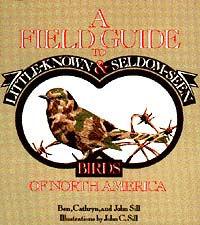 A
FIELD GUIDE
TO
LITTLE-KNOWN & SELDOM-SEEN
BIRDS
OF NORTH AMERICA
Ben, Cathryn, and John Sill
Illustrations by John C. Sill